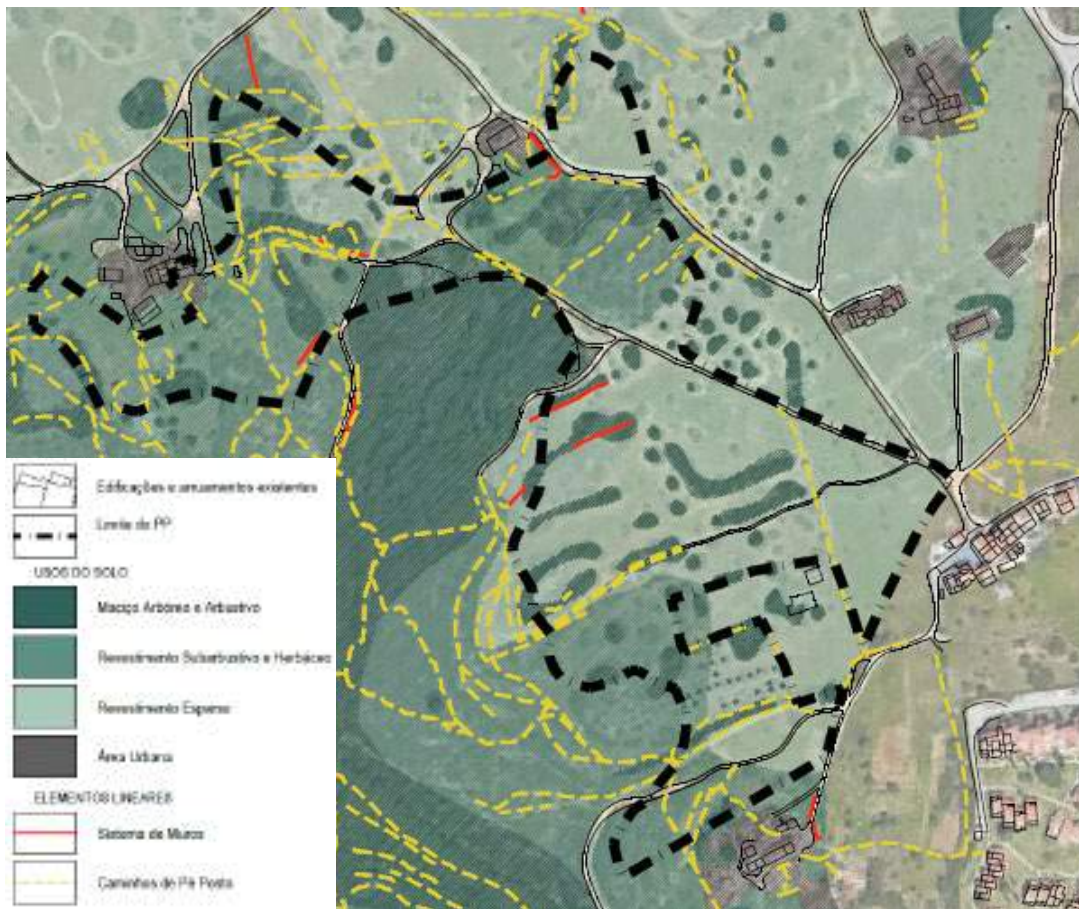 Edificações e arruamentos existentes
Limite do PP
USOS DO SOLO
Maciço Arbóreo e Arbustivo
Revestimento Subarbustivo e Herbáceo
Revestimento Esparso
Área Urbana
ELEMENTOS LINEARES
Sistema de Muros
Caminhos de Pé Posto